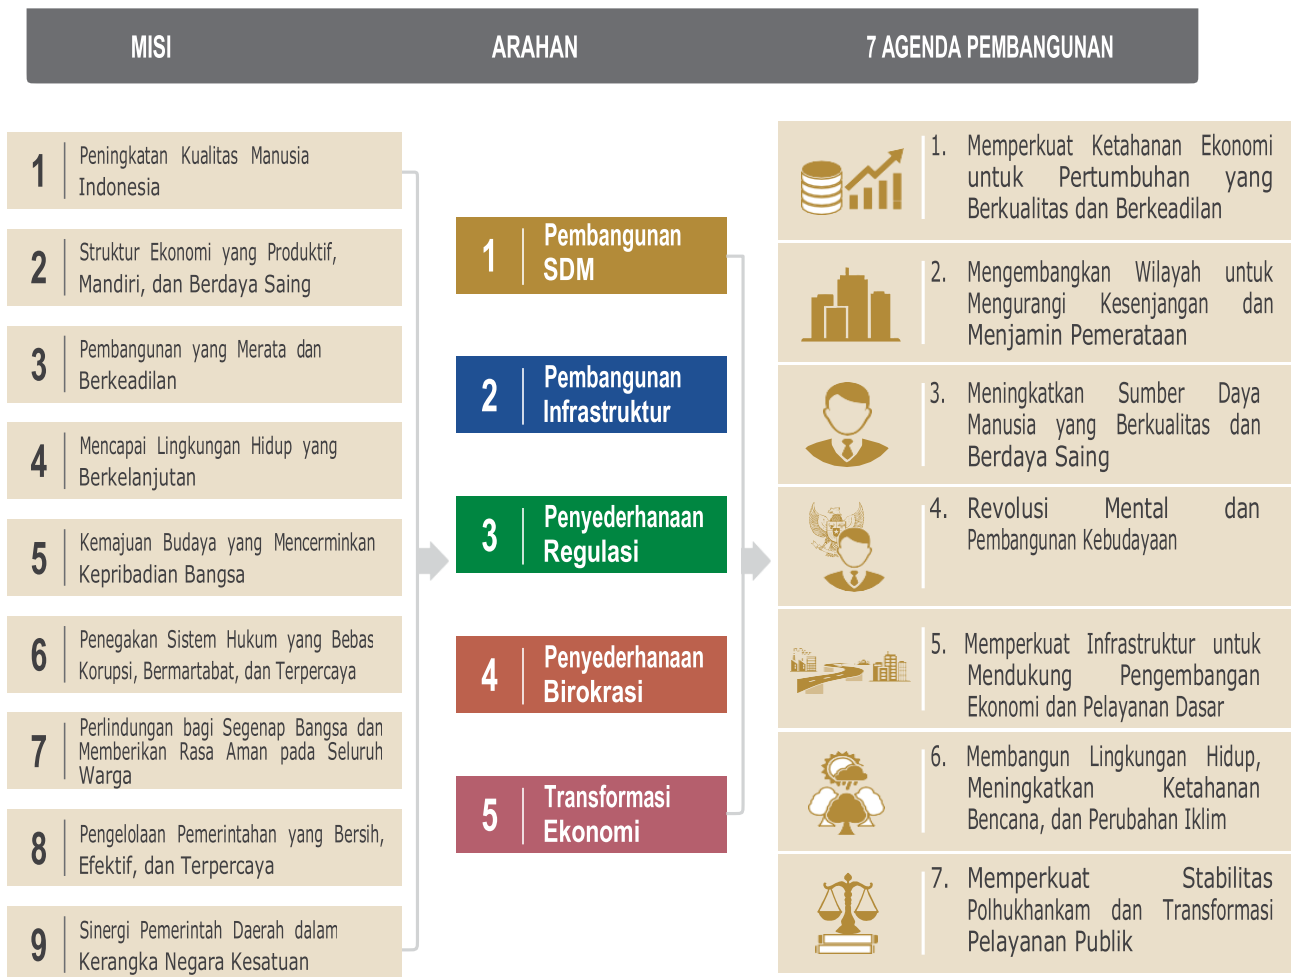 MISI
ARAHAN
7 AGENDA PEMBANGUNAN
1
Peningkatan Kualitas Manusia
Indonesia
2
Struktur Ekonomi yang Produktif,
Mandiri, dan Berdaya Saing
3
Pembangunan yang Merata dan
Berkeadilan
4
Mencapai Lingkungan Hidup yang
Berkelanjutan
5
Kemajuan Budaya yang Mencerminkan
Kepribadian Bangsa
6
Penegakan Sistem Hukum yang Bebas
Korupsi, Bermartabat, dan Terpercaya
7
Perlindungan bagi Segenap Bangsa dan
Memberikan Rasa Aman pada Seluruh
Warga
8
Pengelolaan Pemerintahan yang Bersih,
Efektif, dan Terpercaya
9
Sinergi Pemerintah Daerah dalam
Kerangka Negara Kesatuan
1
Pembangunan
SDM
2
Pembangunan
Infrastruktur
3
Penyederhanaan
Regulasi
4
Penyederhanaan
Birokrasi
5
Transformasi
Ekonomi
1. Memperkuat Ketahanan Ekonomi
untuk Pertumbuhan yang
Berkualitas dan Berkeadilan
2. Mengembangkan Wilayah untuk
Mengurangi Kesenjangan dan
Menjamin Pemerataan
3. Meningkatkan Sumber Daya
Manusia yang Berkualitas dan
Berdaya Saing
4. Revolusi Mental dan
Pembangunan Kebudayaan
5. Memperkuat Infrastruktur untuk
Mendukung Pengembangan
Ekonomi dan Pelayanan Dasar
6. Membangun Lingkungan Hidup,
Meningkatkan Ketahanan
Bencana, dan Perubahan Iklim
7. Memperkuat Stabilitas
Polhukhankam dan Transformasi
Pelayanan Publik